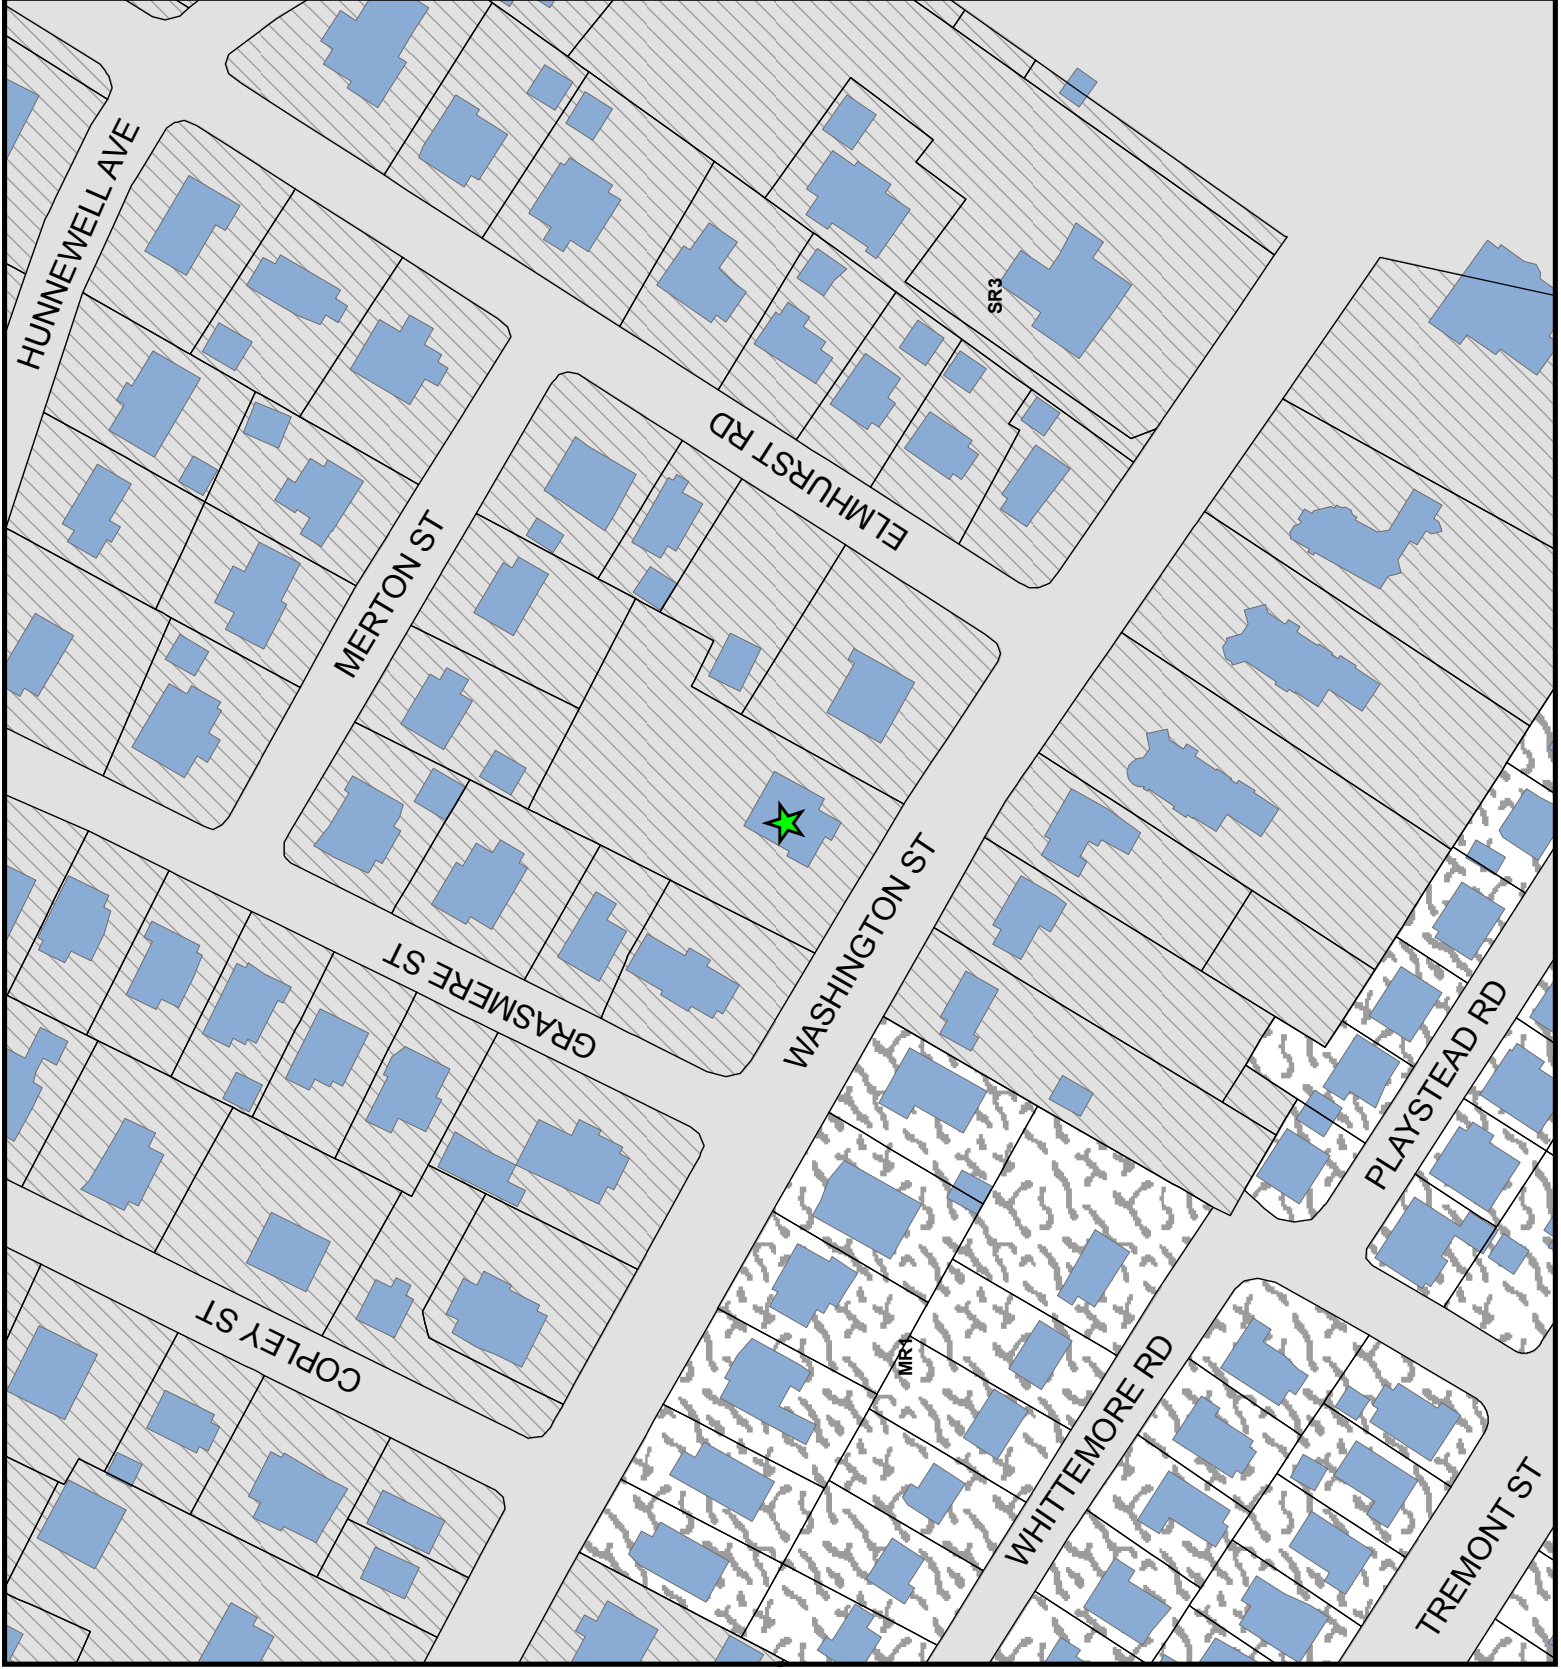 HUNNEWELL AVE
SR3
ELMHURST RD
MERTON ST
WASHINGTON ST
GRASMERE ST
PLAYSTEAD RD
COPLEY ST
MR1
WHITTEMORE RD
TREMONT ST